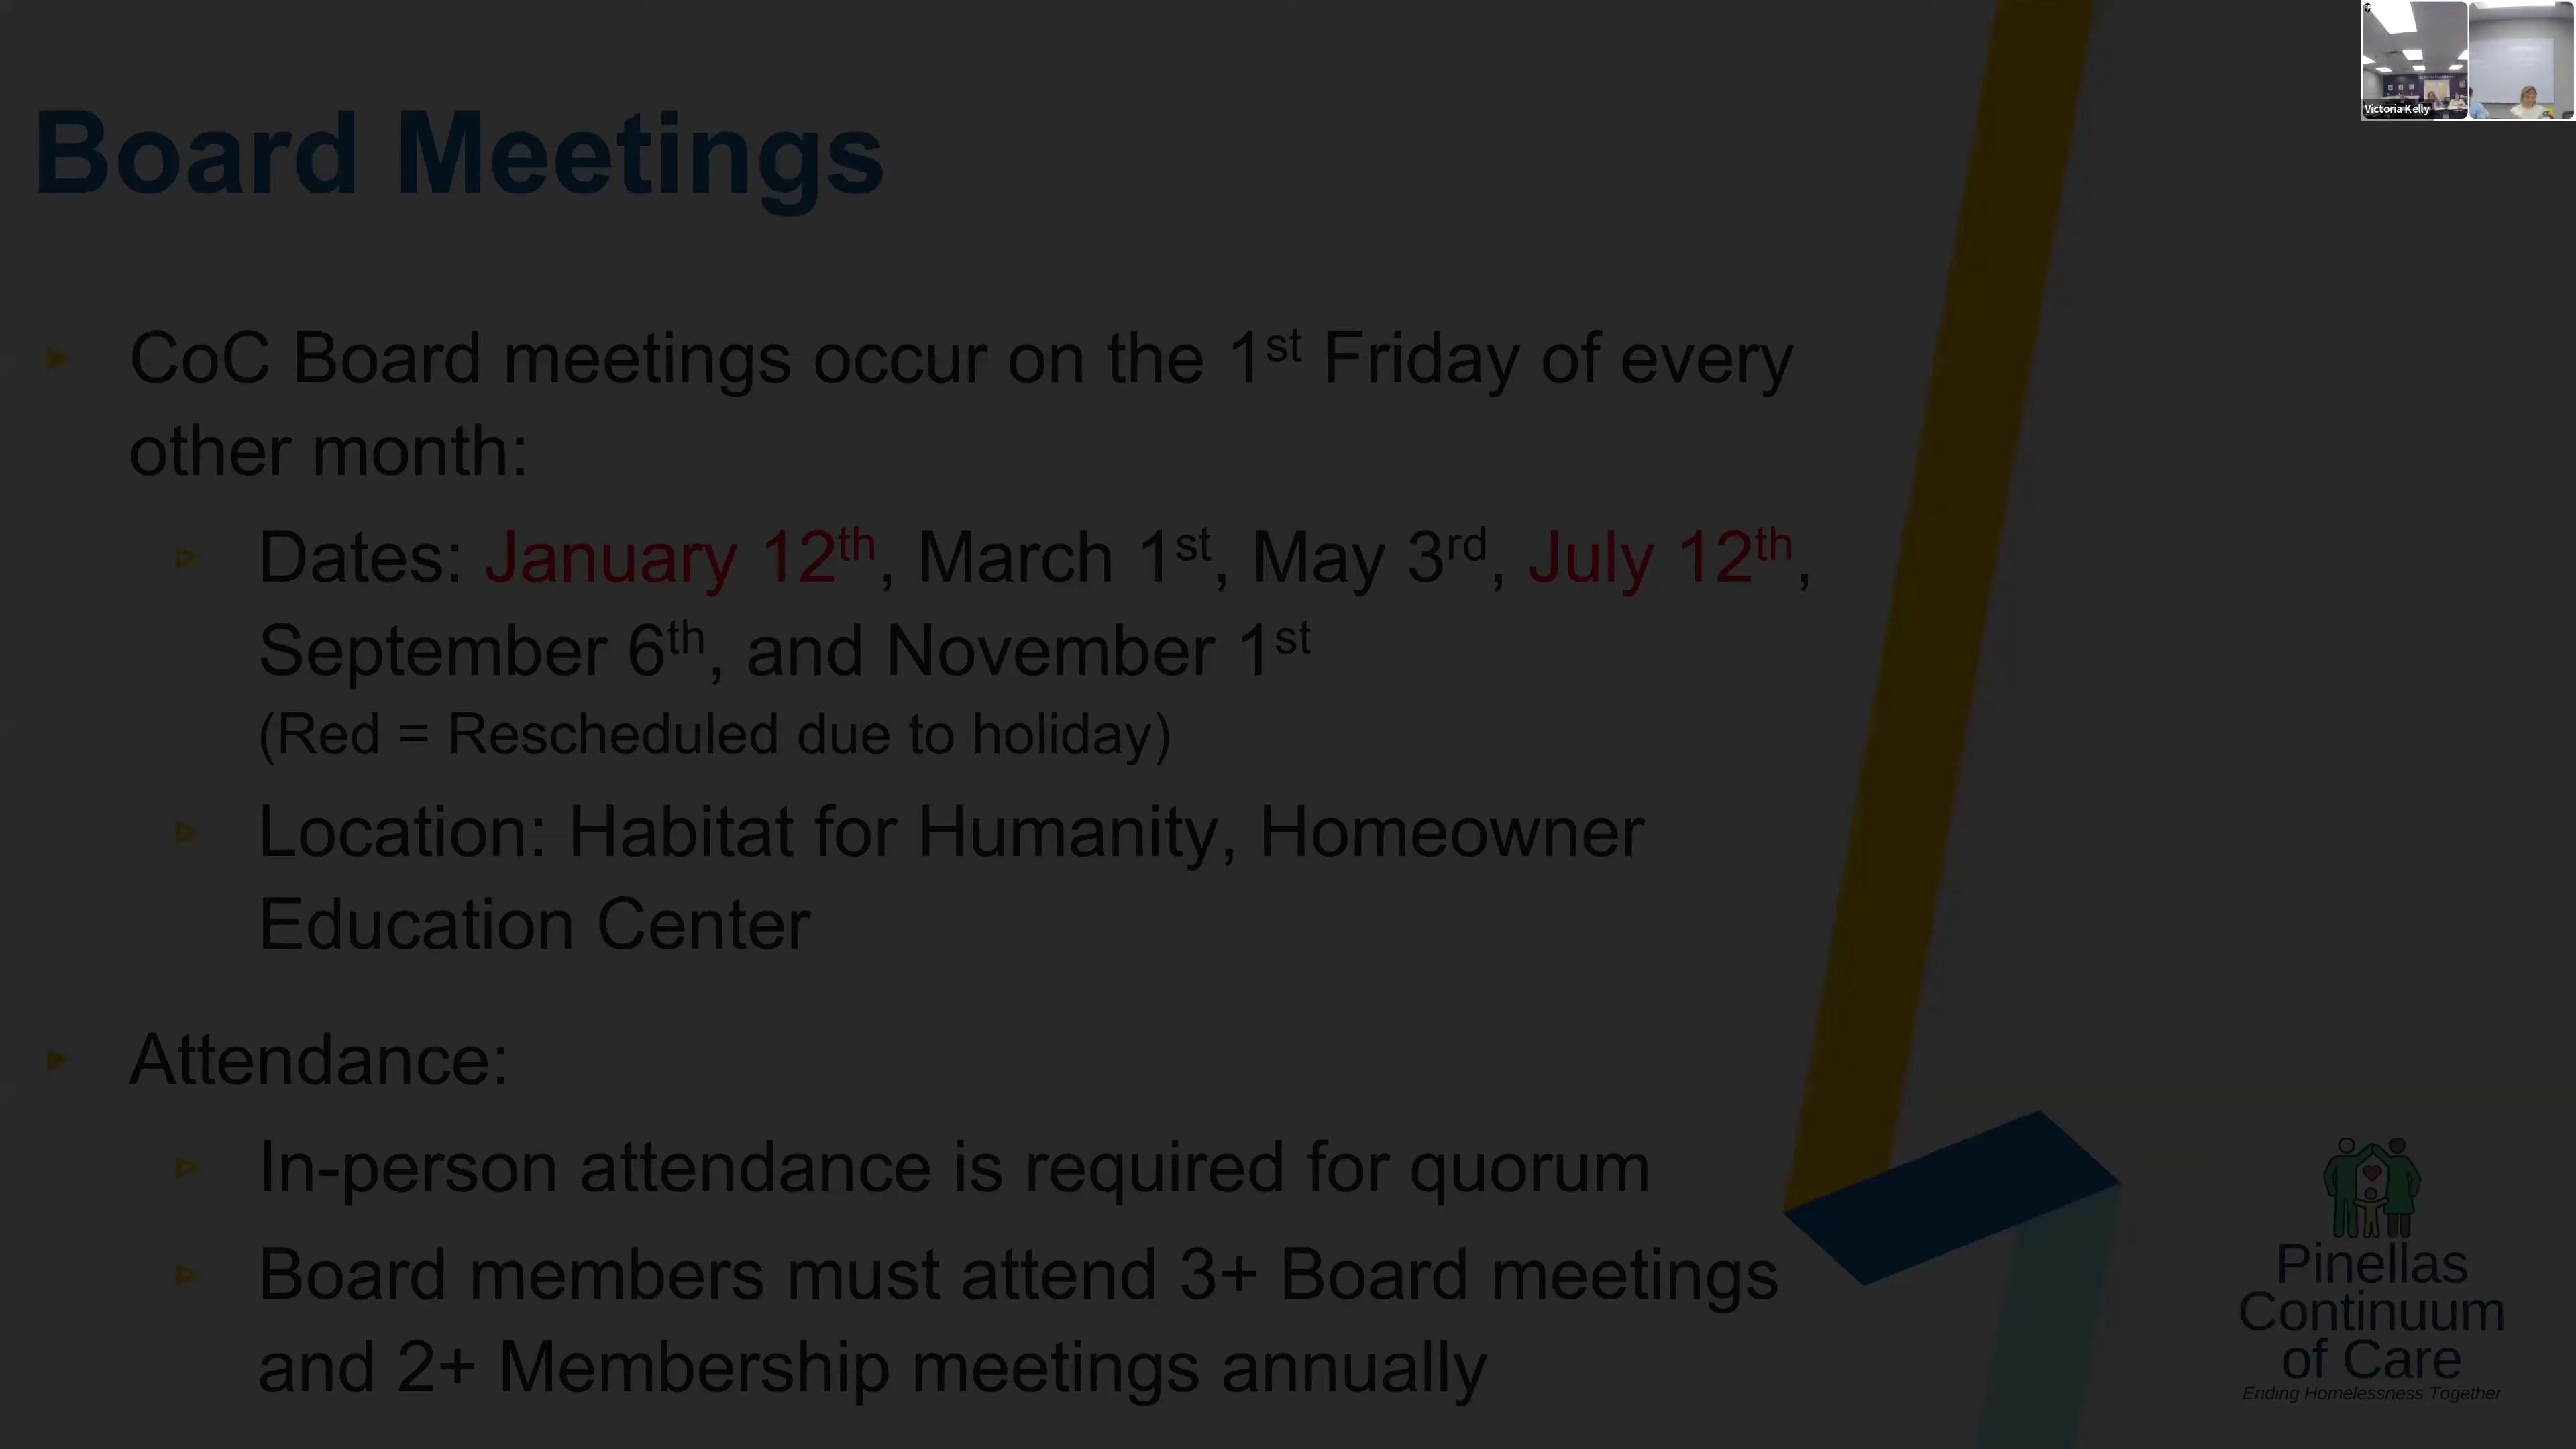 Victoria Kelly
Board Meetings
CoC Board meetings occur on the 1st Friday of every
other month:
Dates: January 12th, March 1st, May 3rd, July 12th,
September 6th, and November 1st
(Red = Rescheduled due to holiday)
Location: Habitat for Humanity, Homeowner
Education Center
Attendance:
In-person attendance is required for quorum
Board members must attend 3+ Board meetings
and 2+ Membership meetings annually
Pinellas
Continuum
of Care
Ending Homelessness Together